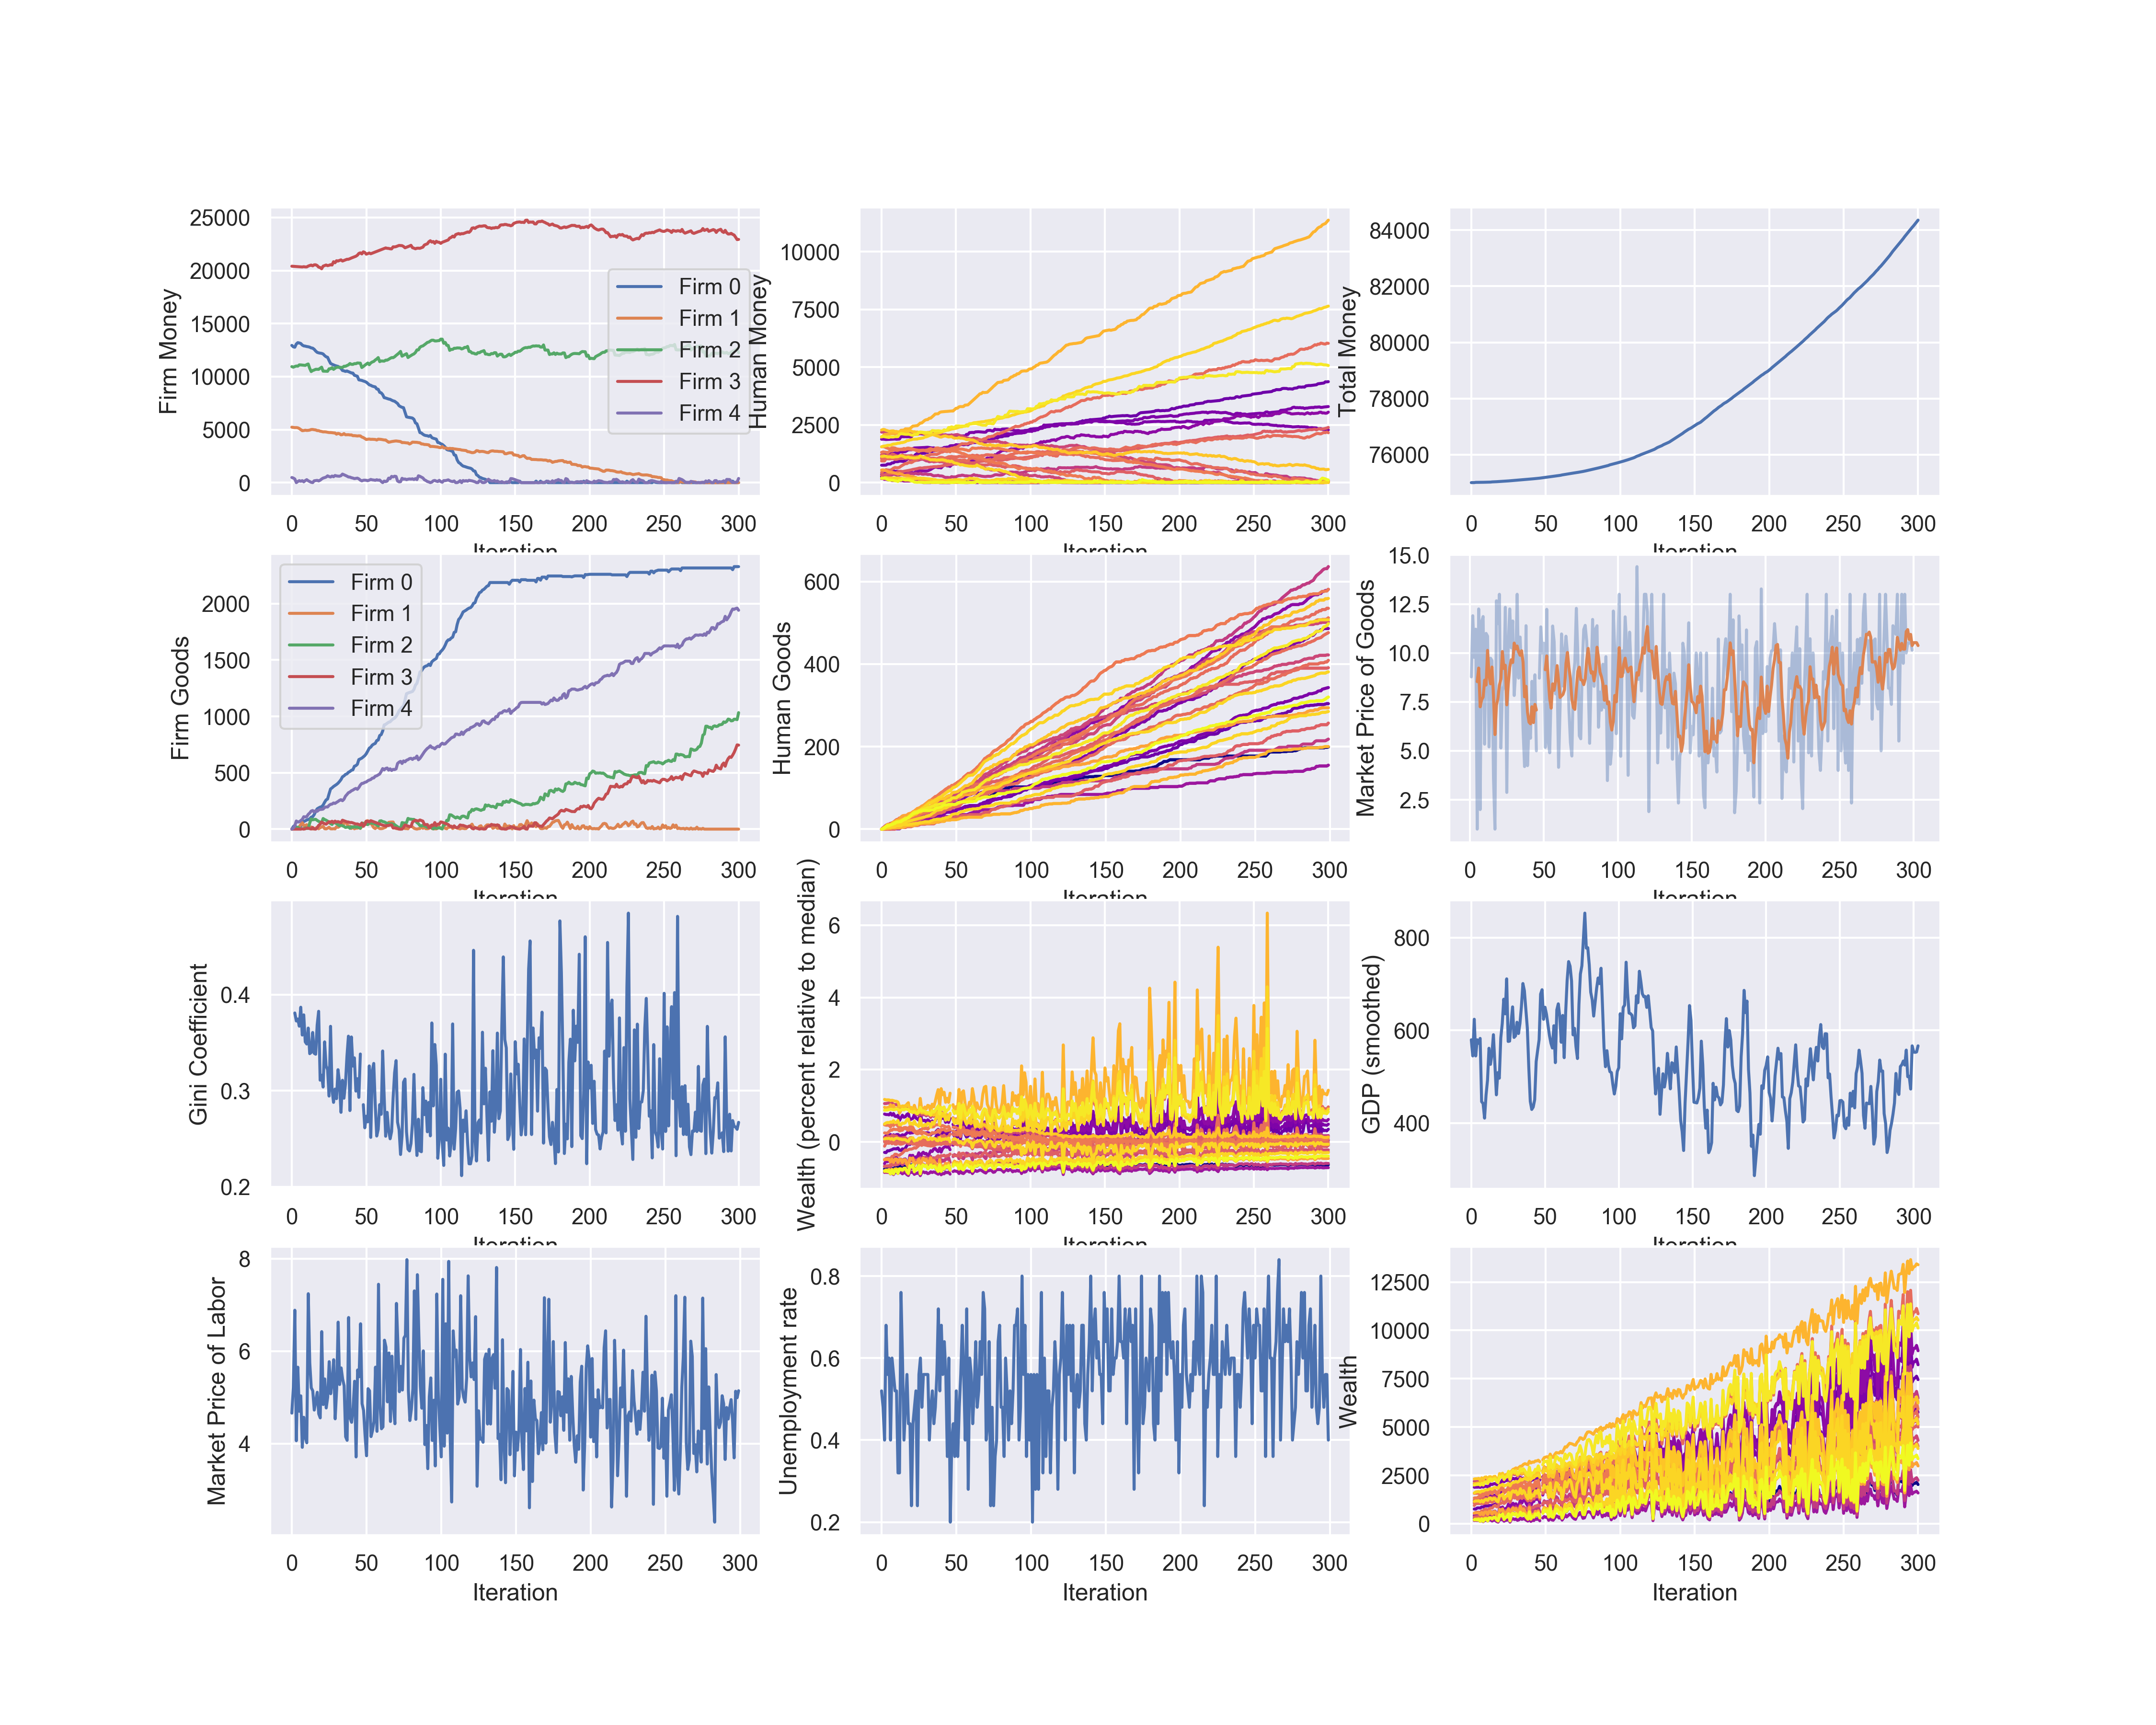 Firm Money
25000
20000
15000
10000
5000
0
Firm 0
Firm 1
Firm 2
Firm 3
Firm 4
0 50 100 150 200 250 300
Iteration
Human Money
10000
7500
5000
2500
0
0 50 100 150 200 250 300
Iteration
Total Money
84000
82000
80000
78000
76000
0 50 100 150 200 250 300
Iteration
Firm Goods
2000
1500
1000
500
0
Firm 0
Firm 1
Firm 2
Firm 3
Firm 4
0 50 100 150 200 250 300
Iteration
Human Goods
600
400
200
0
0 50 100 150 200 250 300
Iteration
Market Price of Goods
15.0
12.5
10.0
7.5
5.0
2.5
0 50 100 150 200 250 300
Iteration
Gini Coefficient
0.4
0.3
0.2
0 50 100 150 200 250 300
Iteration
Wealth (percent relative to median)
6
4
2
0
0 50 100 150 200 250 300
Iteration
GDP (smoothed)
800
600
400
0 50 100 150 200 250 300
Iteration
Market Price of Labor
8
6
4
0 50 100 150 200 250 300
Iteration
Unemployment rate
0.8
0.6
0.4
0.2
0 50 100 150 200 250 300
Iteration
Wealth
12500
10000
7500
5000
2500
0
0 50 100 150 200 250 300
Iteration